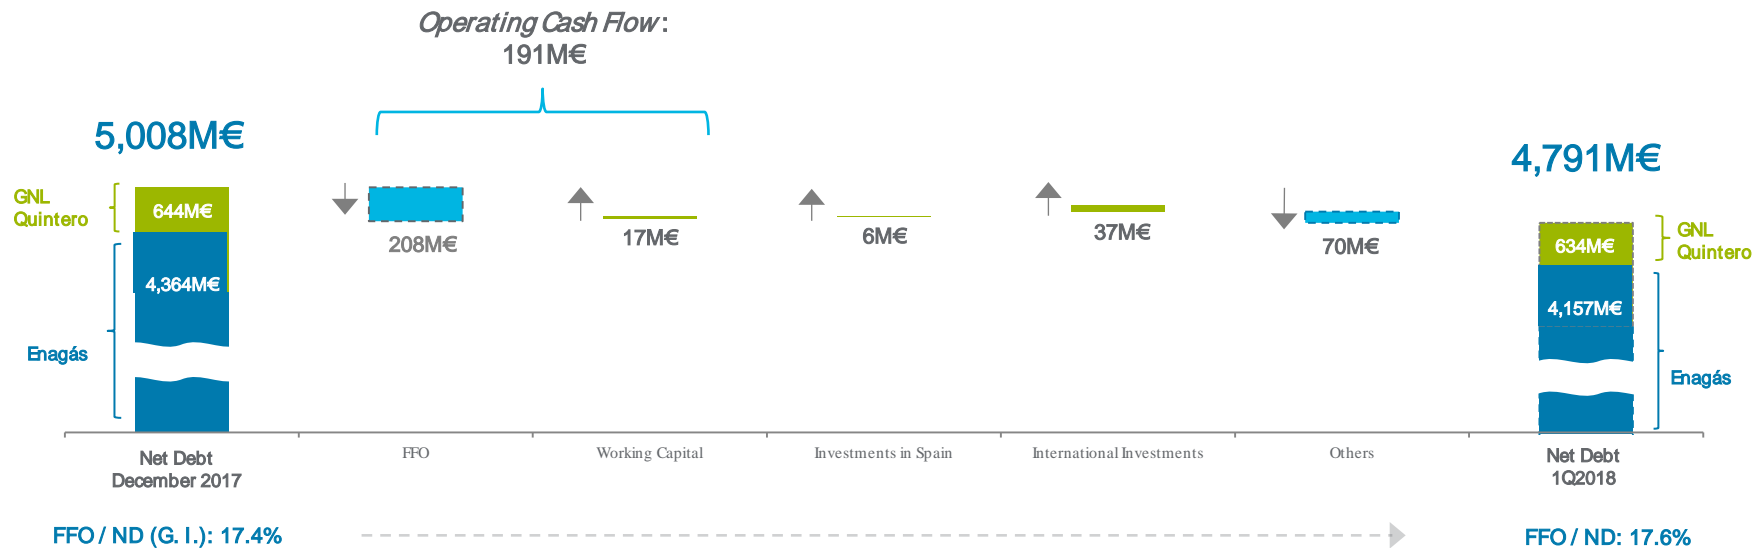 Operating Cash Flow:
191M€
5,008M€
4,791M€
GNL
Quintero
644M€
4,364M€
Enagás
208M€
17M€
6M€
37M€
70M€
634M€
GNL
Quintero
4,157M€
Enagás
Net Debt
December 2017
FFO
Working Capital
Investments in Spain
International Investments
Others
Net Debt
1Q2018
FFO / ND (G. I.): 17.4%
FFO / ND: 17.6%